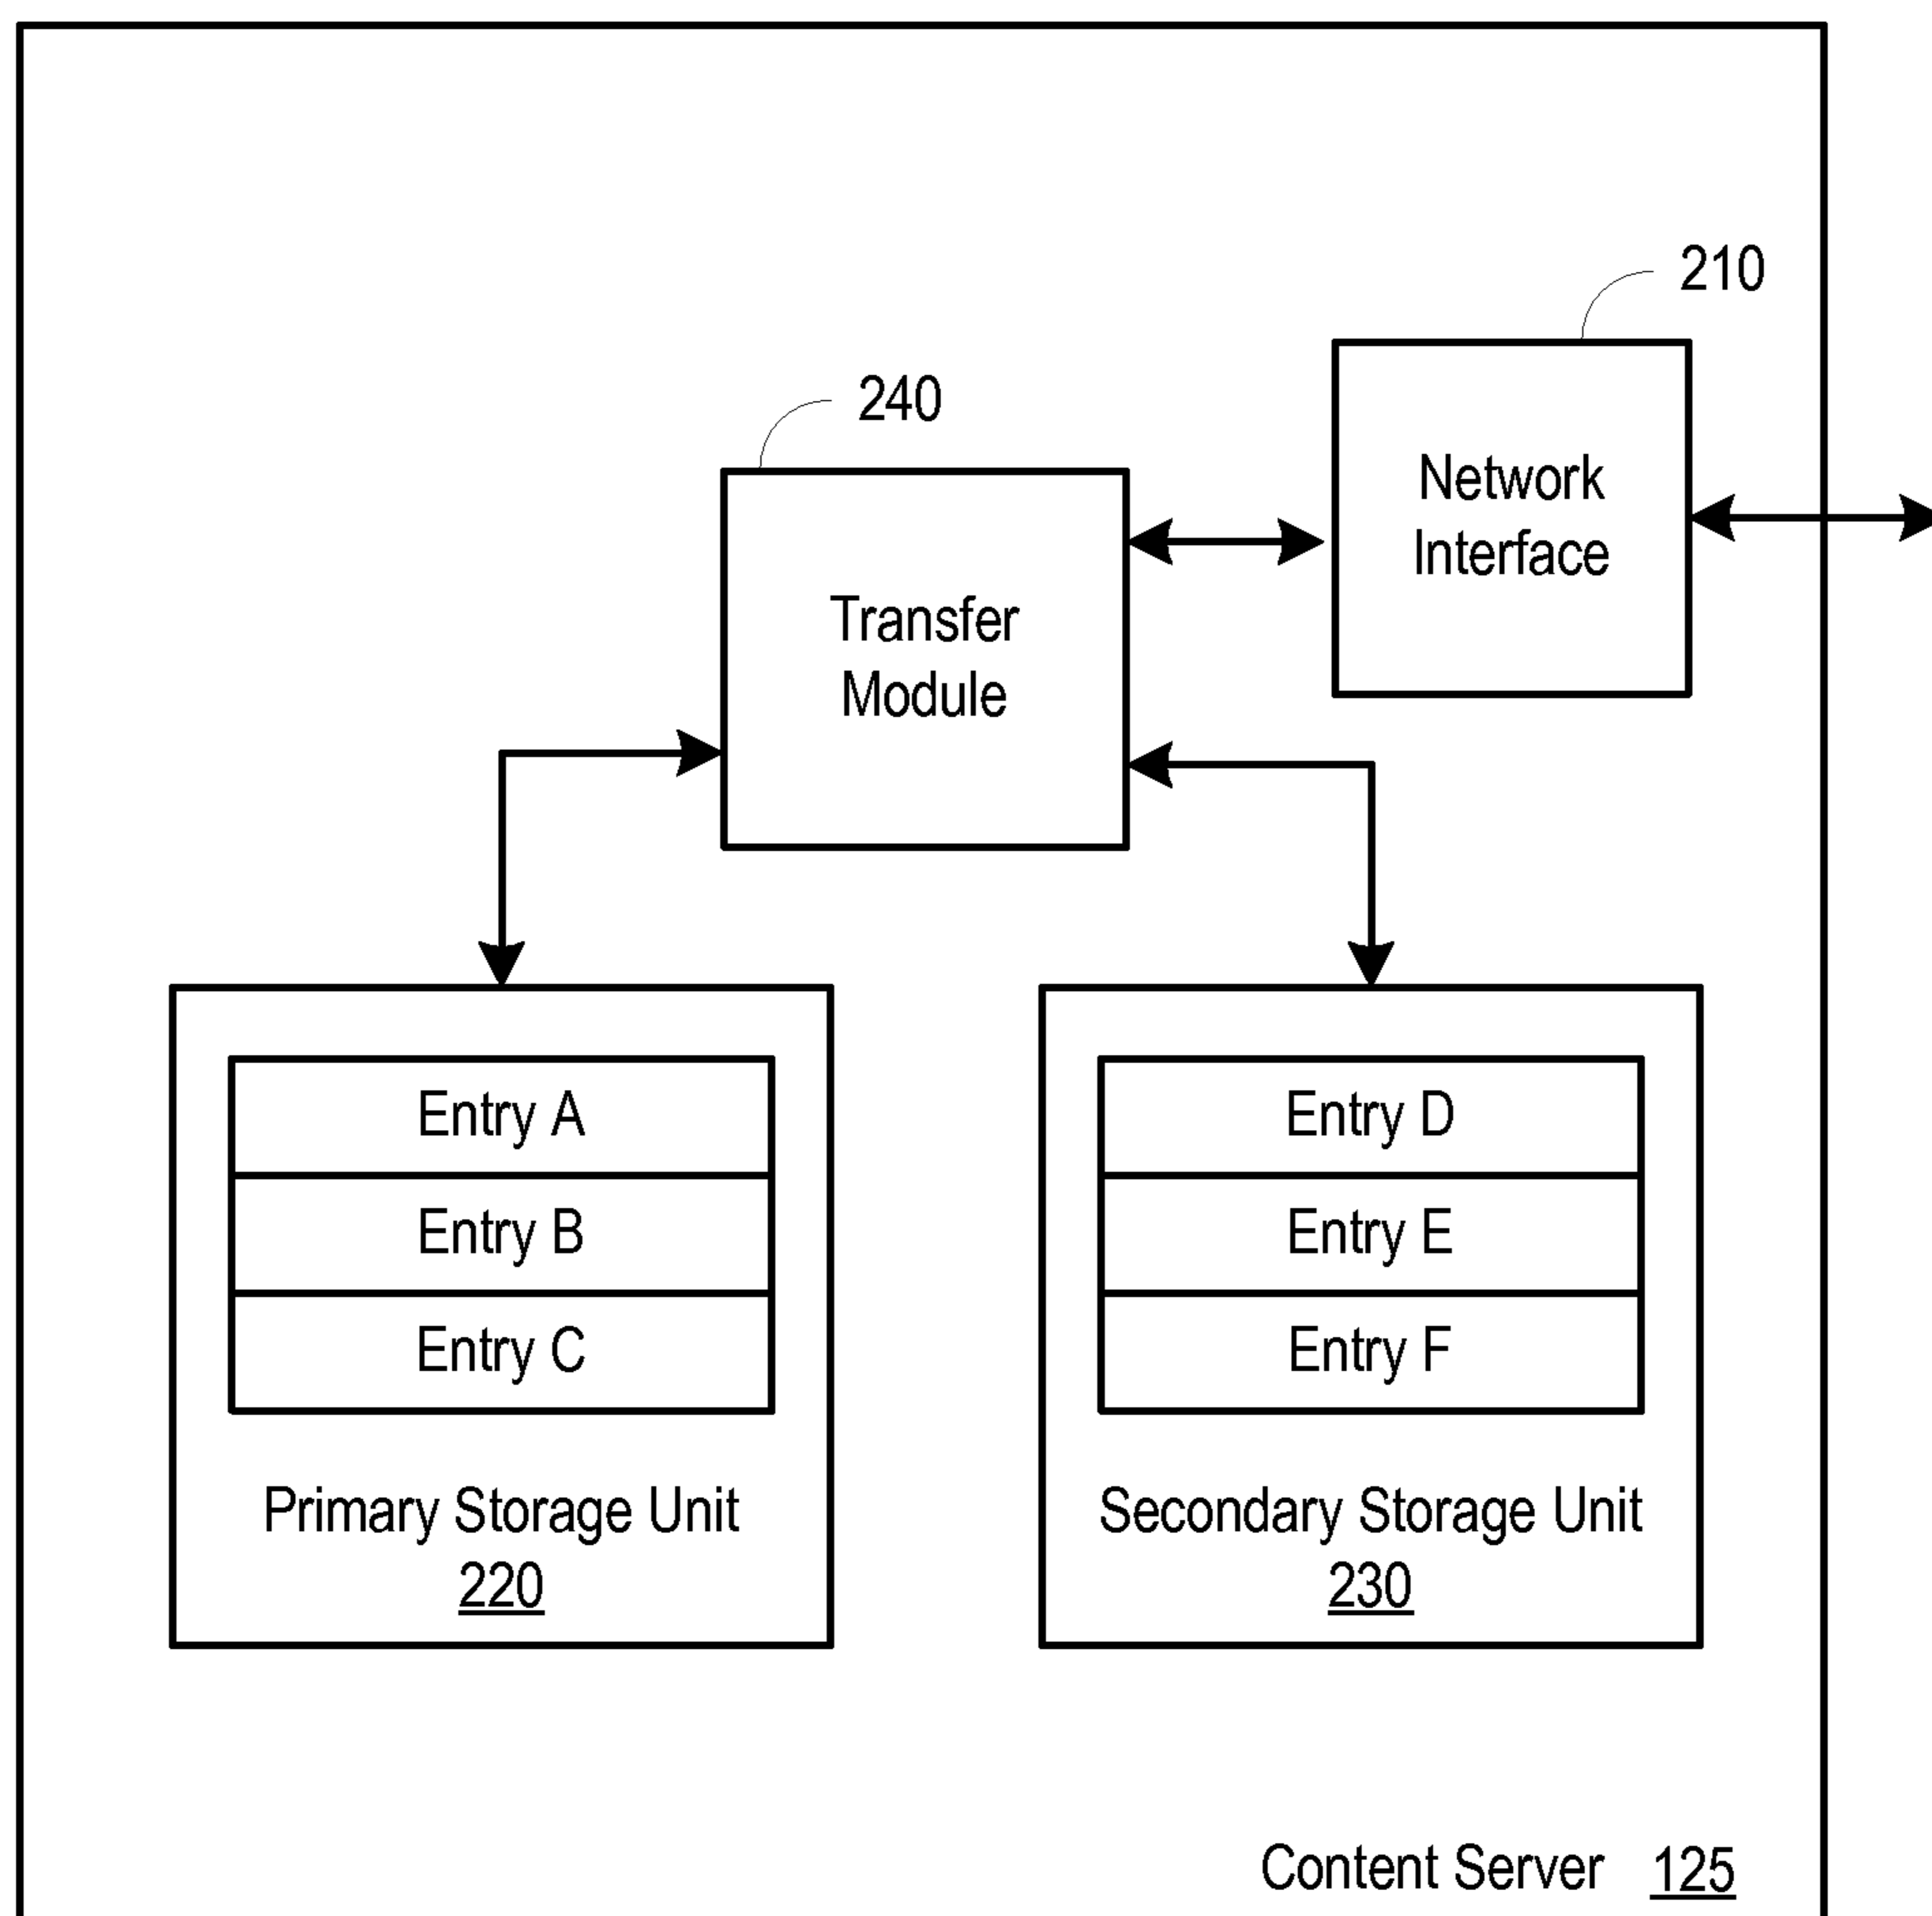 210
240
Network
Interface
Transfer
Module
Entry A
Entry B
Entry C
Primary Storage Unit
220
Entry D
Entry E
Entry F
Secondary Storage Unit
230
Content Server 125